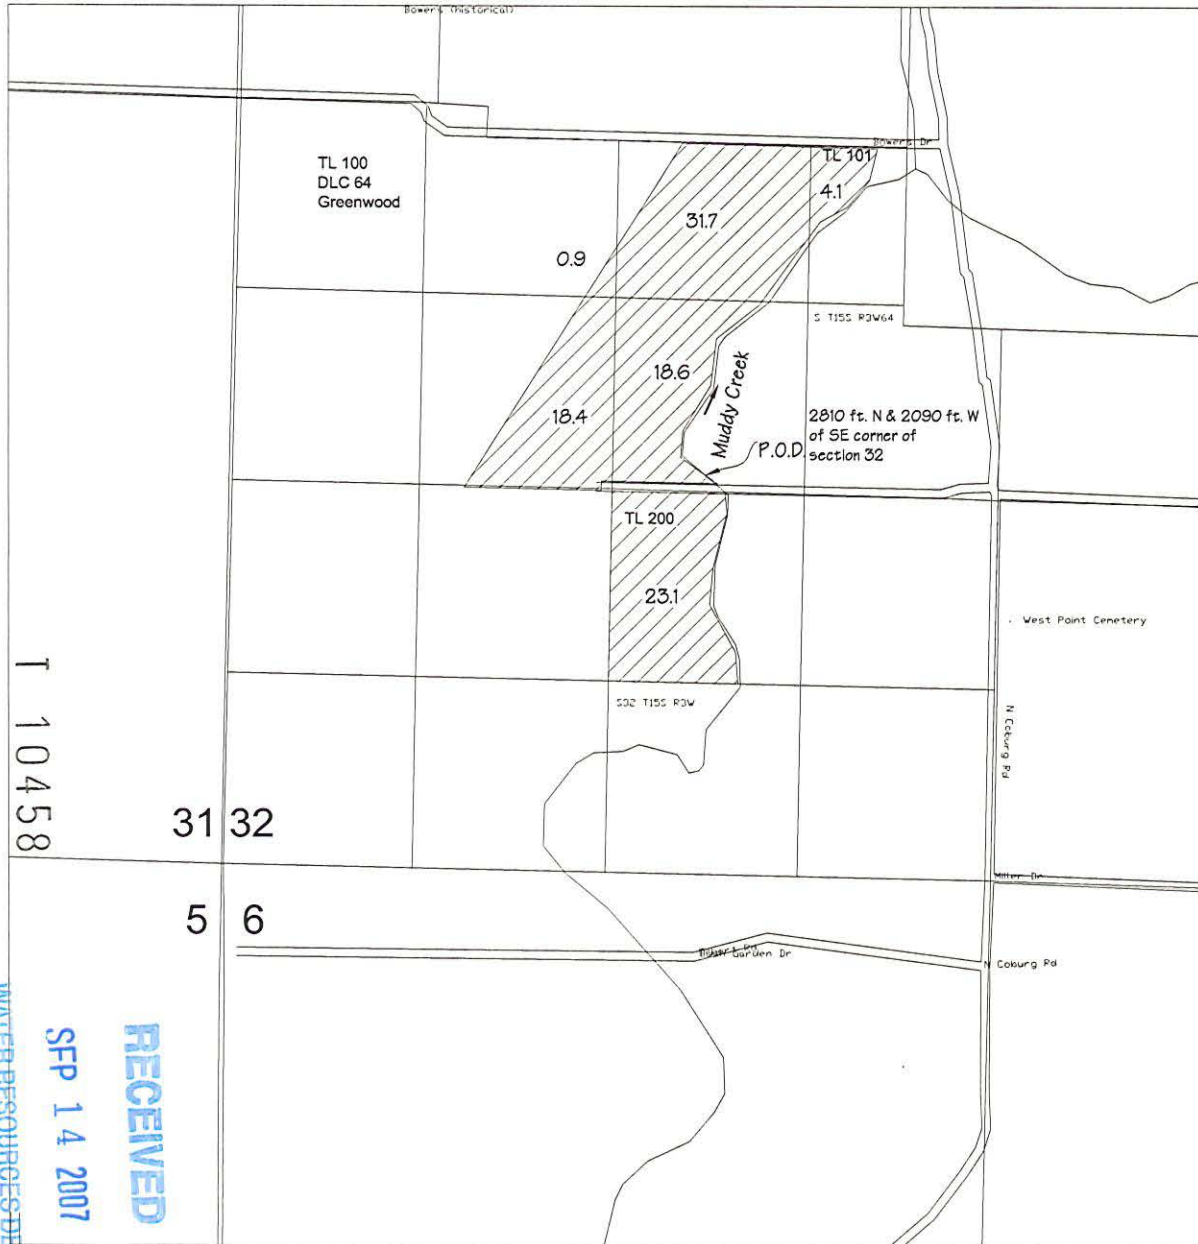 Bowers (historical)
Bowers Dr
TL 101
TL 100
DLC 64
Greenwood
4.1
31.7
0.9
S T15S R3W64
18.6
18.4
Muddy Creek
2810 ft. N & 2090 ft. W
of SE corner of
section 32
P.O.D.
TL 200
23.1
West Point Cemetery
S32 T15S R3W
N Coburg Rd
T 10458
31 32
Miller Dr
5 6
Garden Dr
N Coburg Rd
RECEIVED
SEP 14 2007
WATER RESOURCES DE